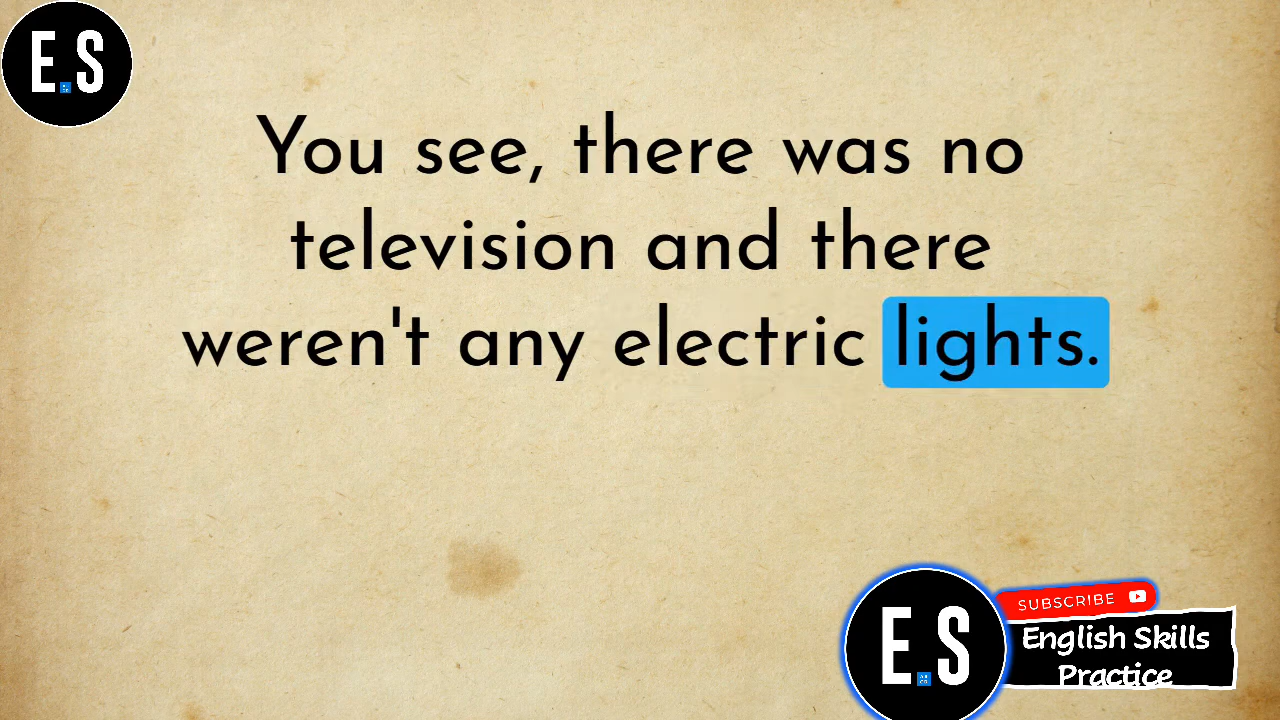 E.S
You see, there was no
television and there
weren't any electric lights.
E.S
SUBSCRIBE
English Skills
Practice